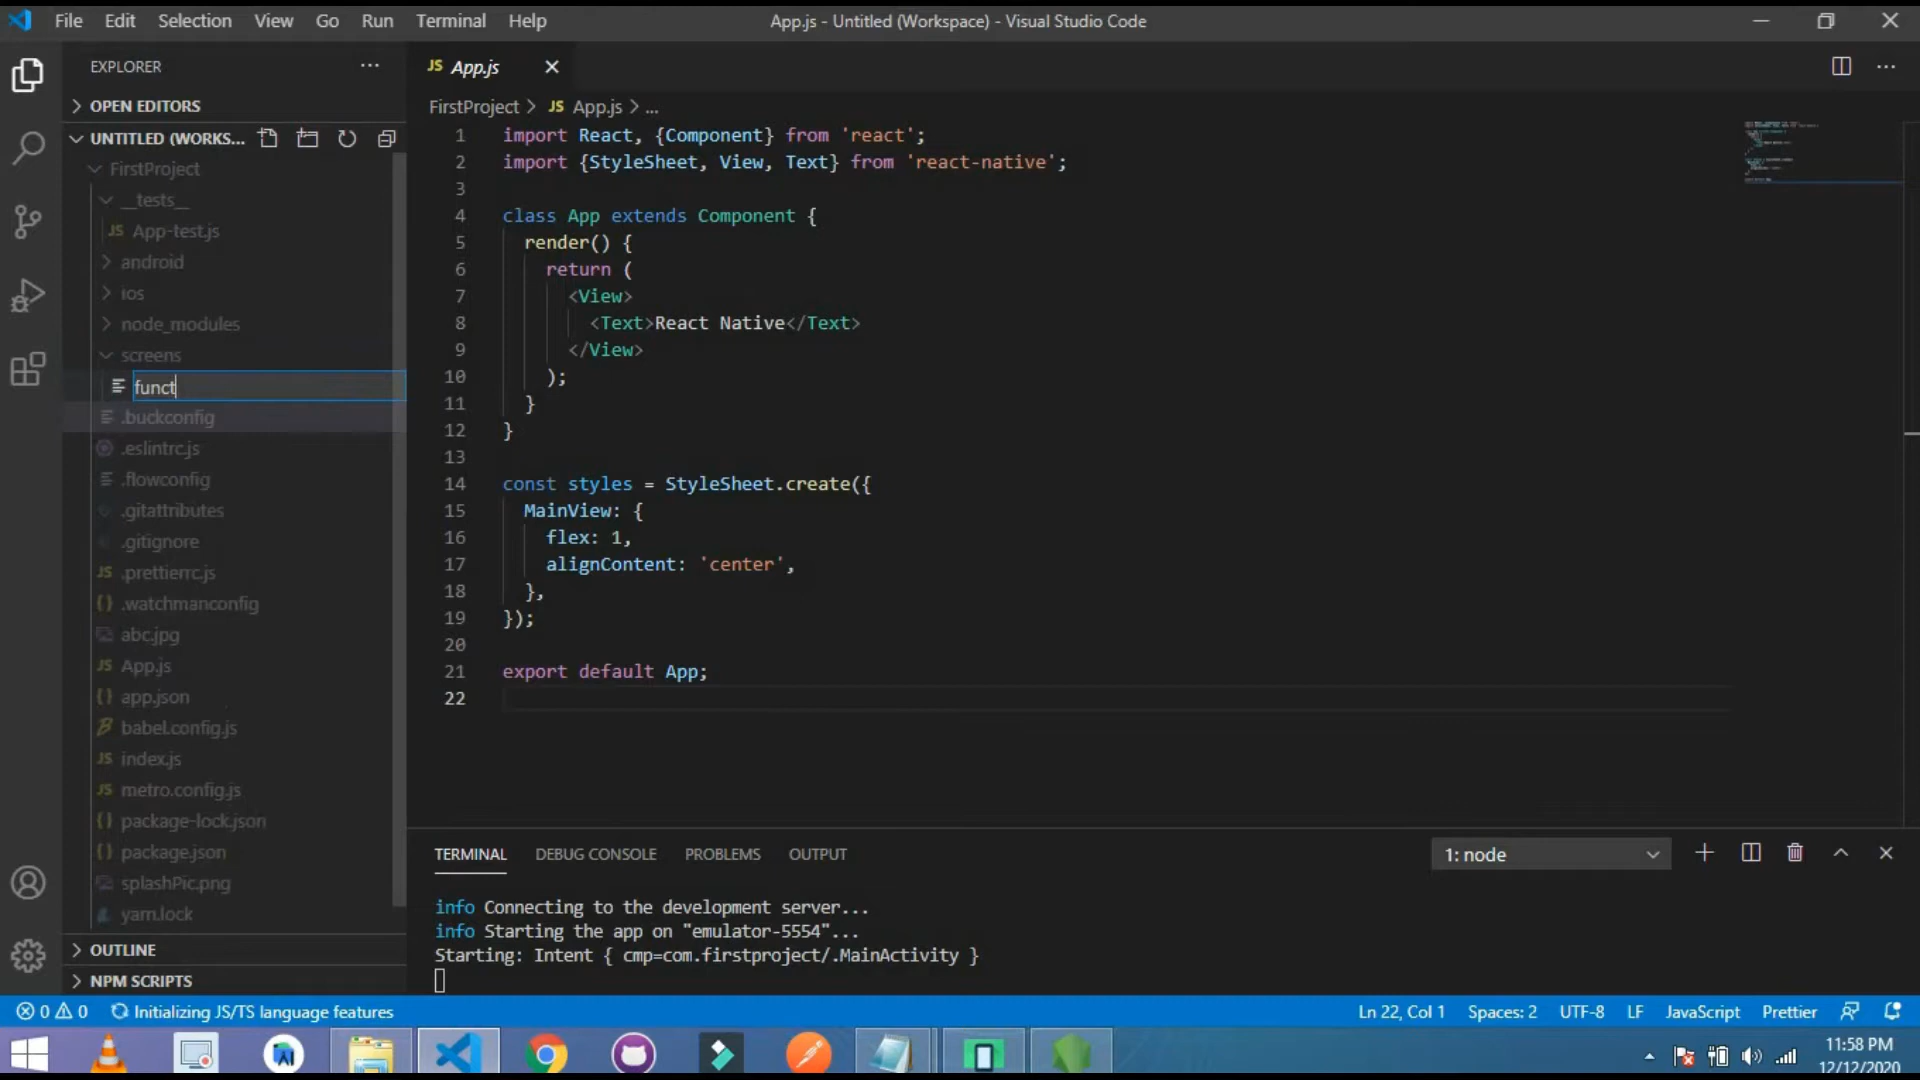 File Edit Selection View Go Run Terminal Help App.js - Untitled (Workspace) - Visual Studio Code
EXPLORER ...
JS App.js
OPEN EDITORS
FirstProject > JS App.js > ...
UNTITLED (WORKS...
FirstProject
__tests__
JS App-test.js
android
ios
node_modules
screens
funct
.buckconfig
.eslintrc.js
.flowconfig
.gitattributes
.gitignore
JS .prettierrc.js
{} .watchmanconfig
abc.jpg
JS App.js
{} app.json
babel.config.js
JS index.js
JS metro.config.js
{} package-lock.json
{} package.json
splashPic.png
yarn.lock
OUTLINE
NPM SCRIPTS
1 import React, {Component} from 'react';
2 import {StyleSheet, View, Text} from 'react-native';
3
4 class App extends Component {
5 render() {
6 return (
7 <View>
8 <Text>React Native</Text>
9 </View>
10 );
11 }
12 }
13
14 const styles = StyleSheet.create({
15 MainView: {
16 flex: 1,
17 alignContent: 'center',
18 },
19 });
20
21 export default App;
22
TERMINAL DEBUG CONSOLE PROBLEMS OUTPUT 1: node
info Connecting to the development server...
info Starting the app on "emulator-5554"...
Starting: Intent { cmp=com.firstproject/.MainActivity }
0 0 Initializing JS/TS language features Ln 22, Col 1 Spaces: 2 UTF-8 LF JavaScript Prettier
11:58 PM
12/12/2020